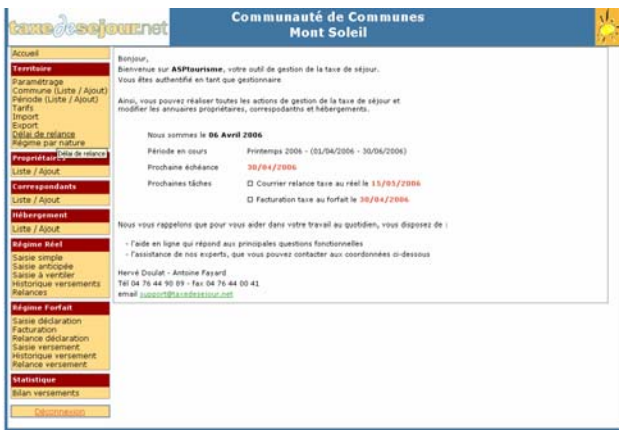 taxedesejour.net
Communauté de Communes
Mont Soleil
Accueil
Territoire
Paramétrage
Commune (Liste / Ajout)
Période (Liste / Ajout)
Tarifs
Import
Export
Délai de relance
Régime par nature
Délai de relance
Propriétaires
Liste / Ajout
Correspondants
Liste / Ajout
Hébergement
Liste / Ajout
Régime Réel
Saisie simple
Saisie anticipée
Saisie à ventiler
Historique versements
Relances
Régime Forfait
Saisie déclaration
Facturation
Relance déclaration
Saisie versement
Historique versement
Relance versement
Statistique
Bilan versements
Déconnexion
Bonjour,
Bienvenue sur ASPtourisme, votre outil de gestion de la taxe de séjour.
Vous êtes authentifié en tant que gestionnaire
Ainsi, vous pouvez réaliser toutes les actions de gestion de la taxe de séjour et
modifier les annuaires propriétaires, correspodantns et hébergements.
Nous sommes le 06 Avril 2006
Période en cours Printemps 2006 - (01/04/2006 - 30/06/2006)
Prochaine échéance 30/04/2006
Prochaines tâches Courrier relance taxe au réel le 15/05/2006
Facturation taxe au forfait le 30/04/2006
Nous vous rappelons que pour vous aider dans votre travail au quotidien, vous disposez de :
- l'aide en ligne qui répond aux principales questions fonctionnelles
- l'assistance de nos experts, que vous pouvez contacter aux coordonnées ci-dessous
Hervé Doulat - Antoine Fayard
Tél 04 76 44 90 89 - fax 04 76 44 00 41
email support@taxedesejour.net